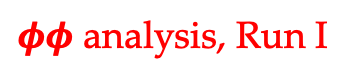 ϕϕ analysis, Run I